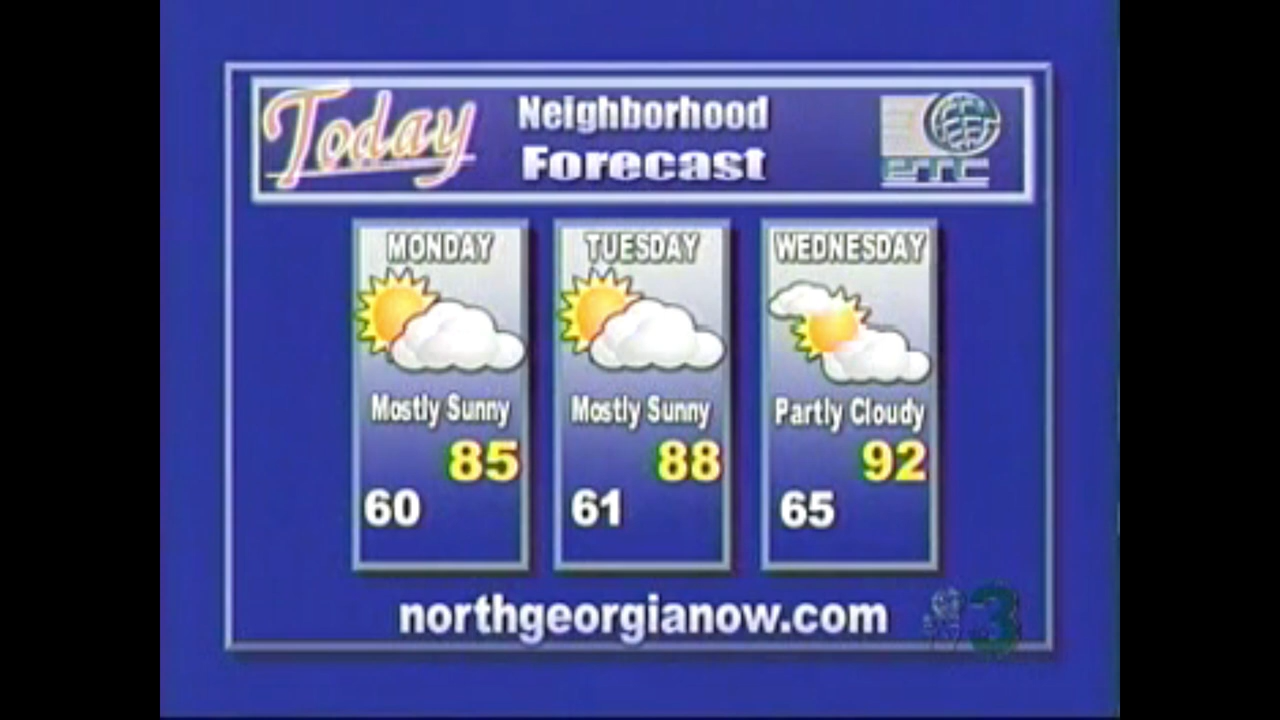 Today
Neighborhood
Forecast
ETC
MONDAY
Mostly Sunny
85
60
TUESDAY
Mostly Sunny
88
61
WEDNESDAY
Partly Cloudy
92
65
northgeorgianow.com
3